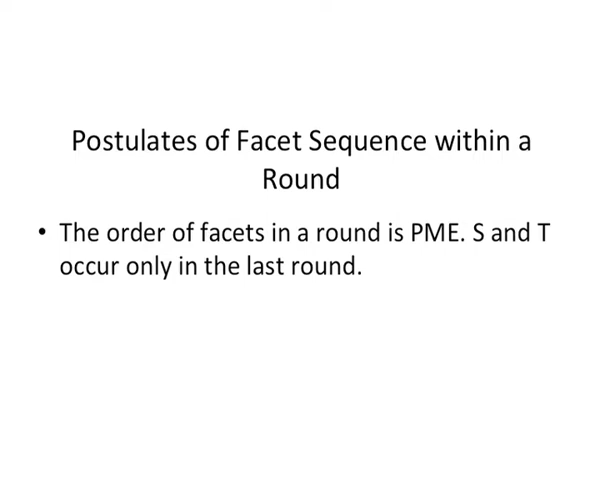 Postulates of Facet Sequence within a
Round
• The order of facets in a round is PME. S and T
occur only in the last round.